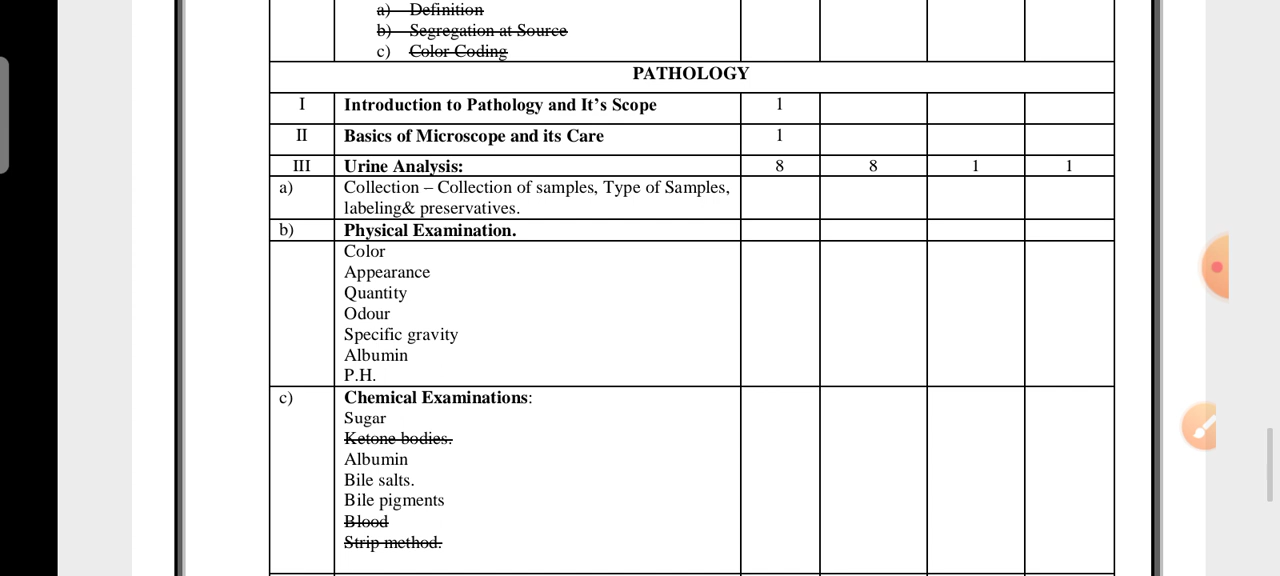 a) Definition
b) Segregation at Source
c) Color Coding
PATHOLOGY
I Introduction to Pathology and It’s Scope 1
II Basics of Microscope and its Care 1
III Urine Analysis: 8 8 1 1
a) Collection – Collection of samples, Type of Samples,
labeling& preservatives.
b) Physical Examination.
Color
Appearance
Quantity
Odour
Specific gravity
Albumin
P.H.
c) Chemical Examinations:
Sugar
Ketone bodies.
Albumin
Bile salts.
Bile pigments
Blood
Strip method.